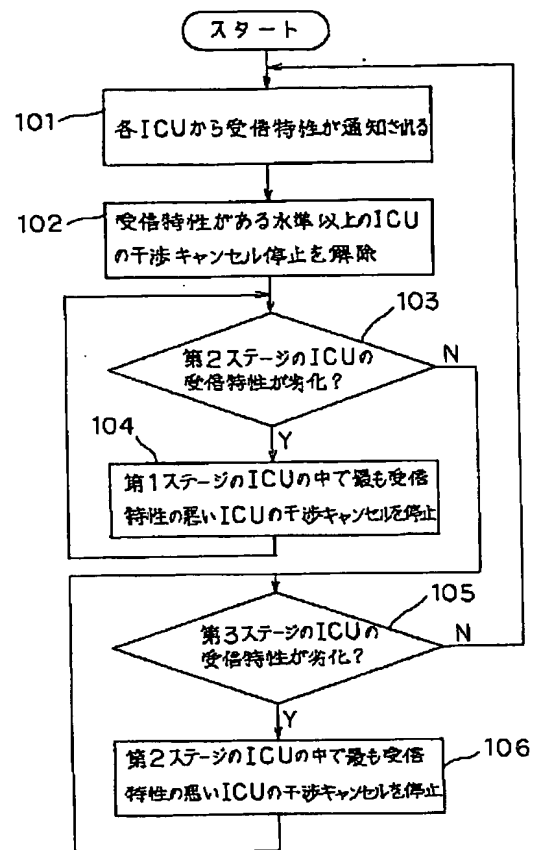 スタート
101
各ICUから受信特性が通知される
102
受信特性がある水準以上のICU
の干渉キャンセル停止を解除
103
第2ステージのICUの
受信特性が劣化?
N
Y
104
第1ステージのICUの中で最も受信
特性の悪いICUの干渉キャンセルを停止
105
第3ステージのICUの
受信特性が劣化?
N
Y
106
第2ステージのICUの中で最も受信
特性の悪いICUの干渉キャンセルを停止